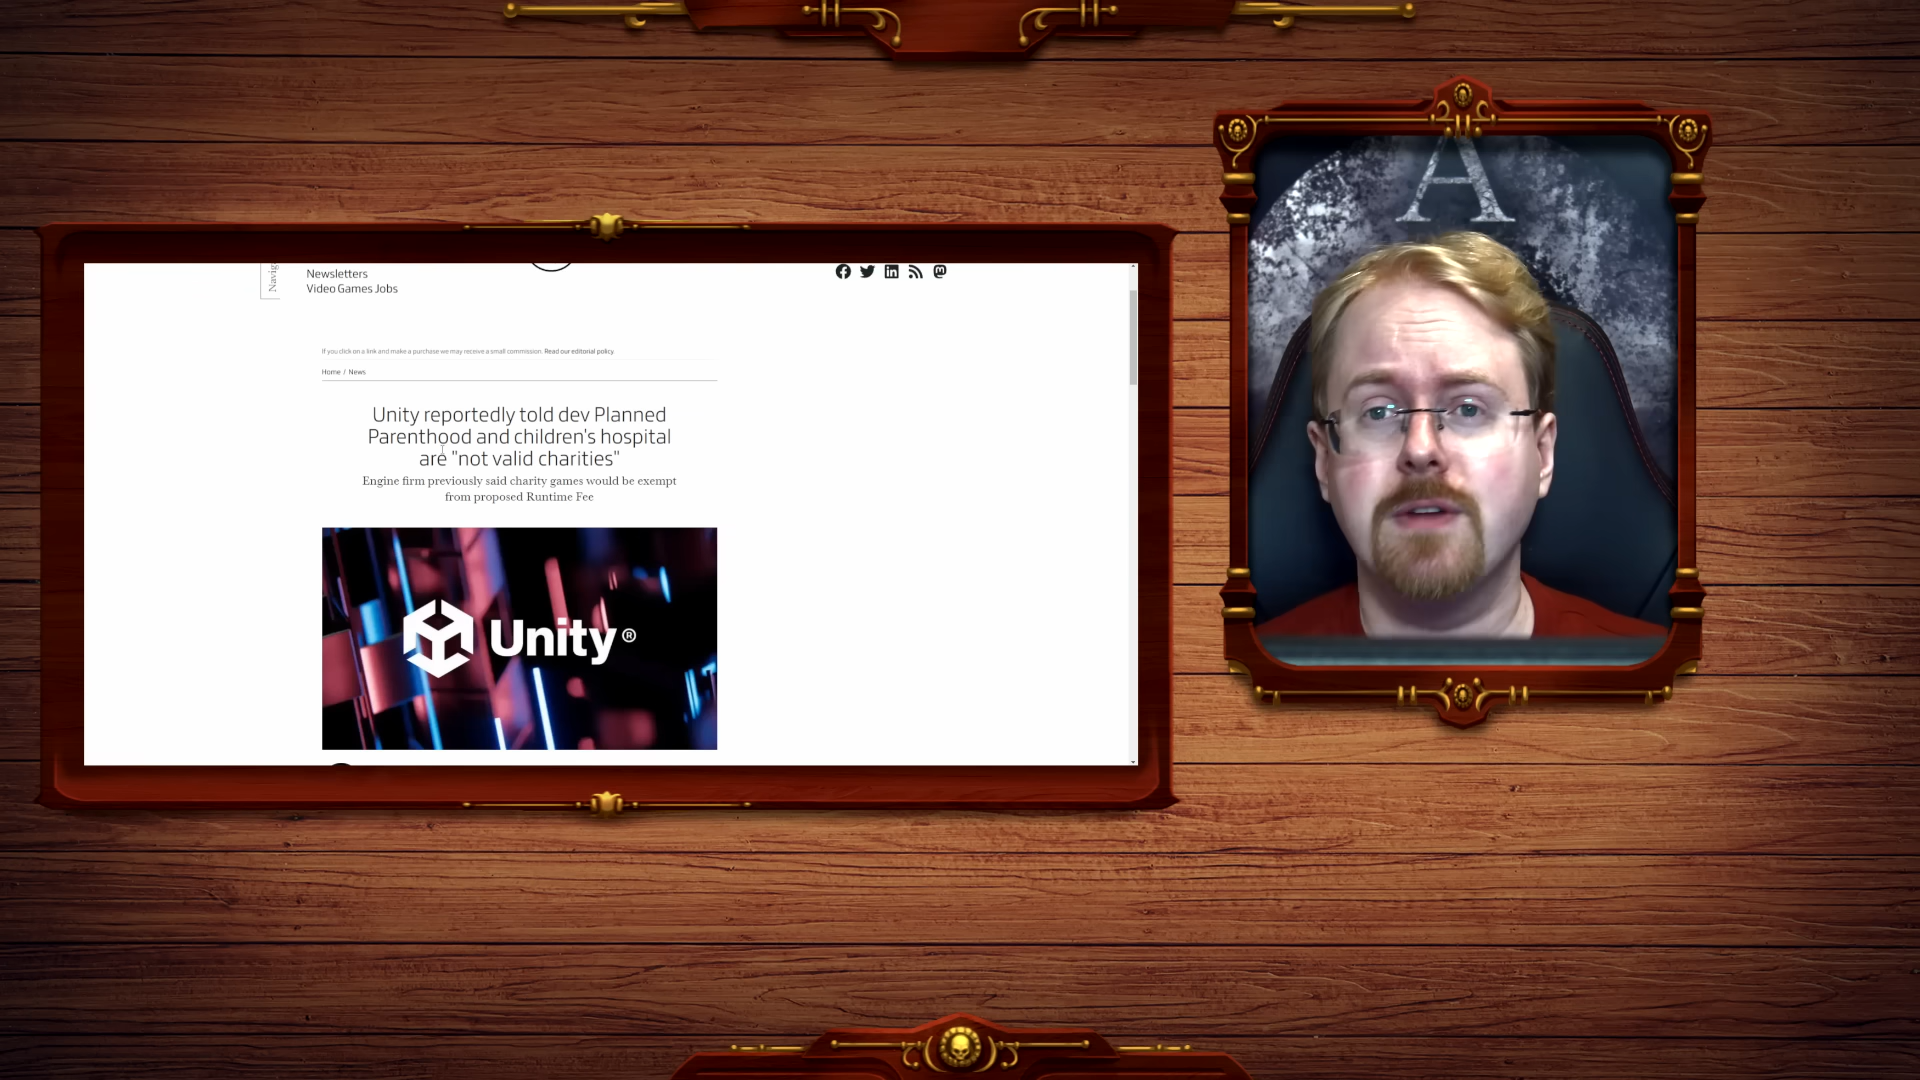 Navig
Newsletters
Video Games Jobs
If you click on a link and make a purchase we may receive a small commission. Read our editorial policy.
Home / News
Unity reportedly told dev Planned
Parenthood and children's hospital
are "not valid charities"
Engine firm previously said charity games would be exempt
from proposed Runtime Fee
Unity®
A